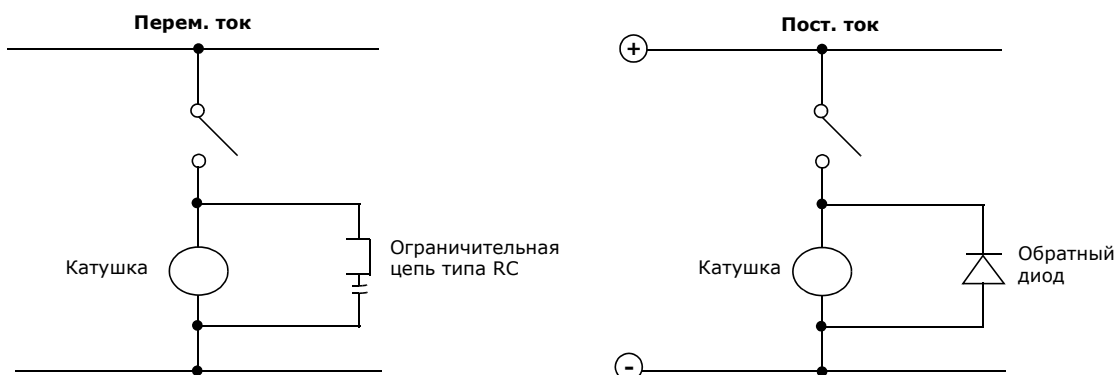 Перем. ток
Пост. ток
+
Катушка
Ограничительная
цепь типа RC
Катушка
Обратный
диод
-